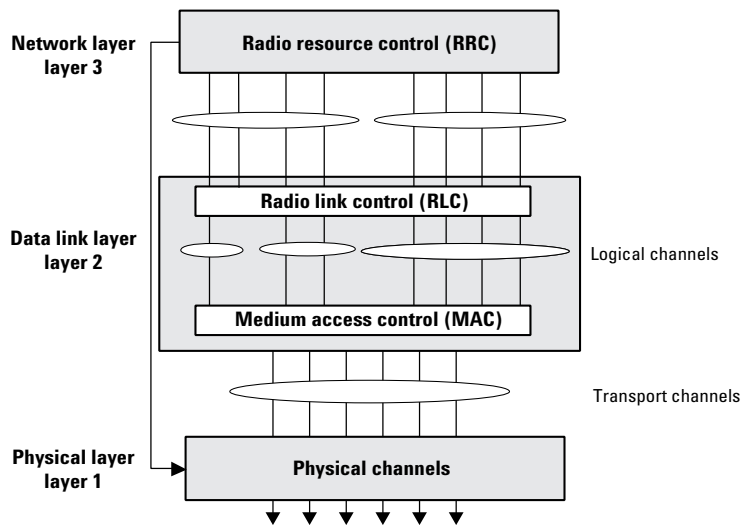 Network layer
layer 3
Radio resource control (RRC)
Radio link control (RLC)
Data link layer
layer 2
Logical channels
Medium access control (MAC)
Transport channels
Physical layer
layer 1
Physical channels